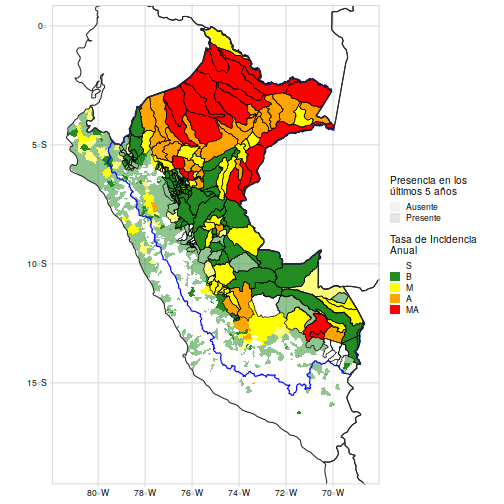 0◦
5◦S
10◦S
15◦S
80◦W
78◦W
76◦W
74◦W
72◦W
70◦W
Presencia en los
últimos 5 años
Ausente
Presente
Tasa de Incidencia
Anual
S
B
M
A
MA